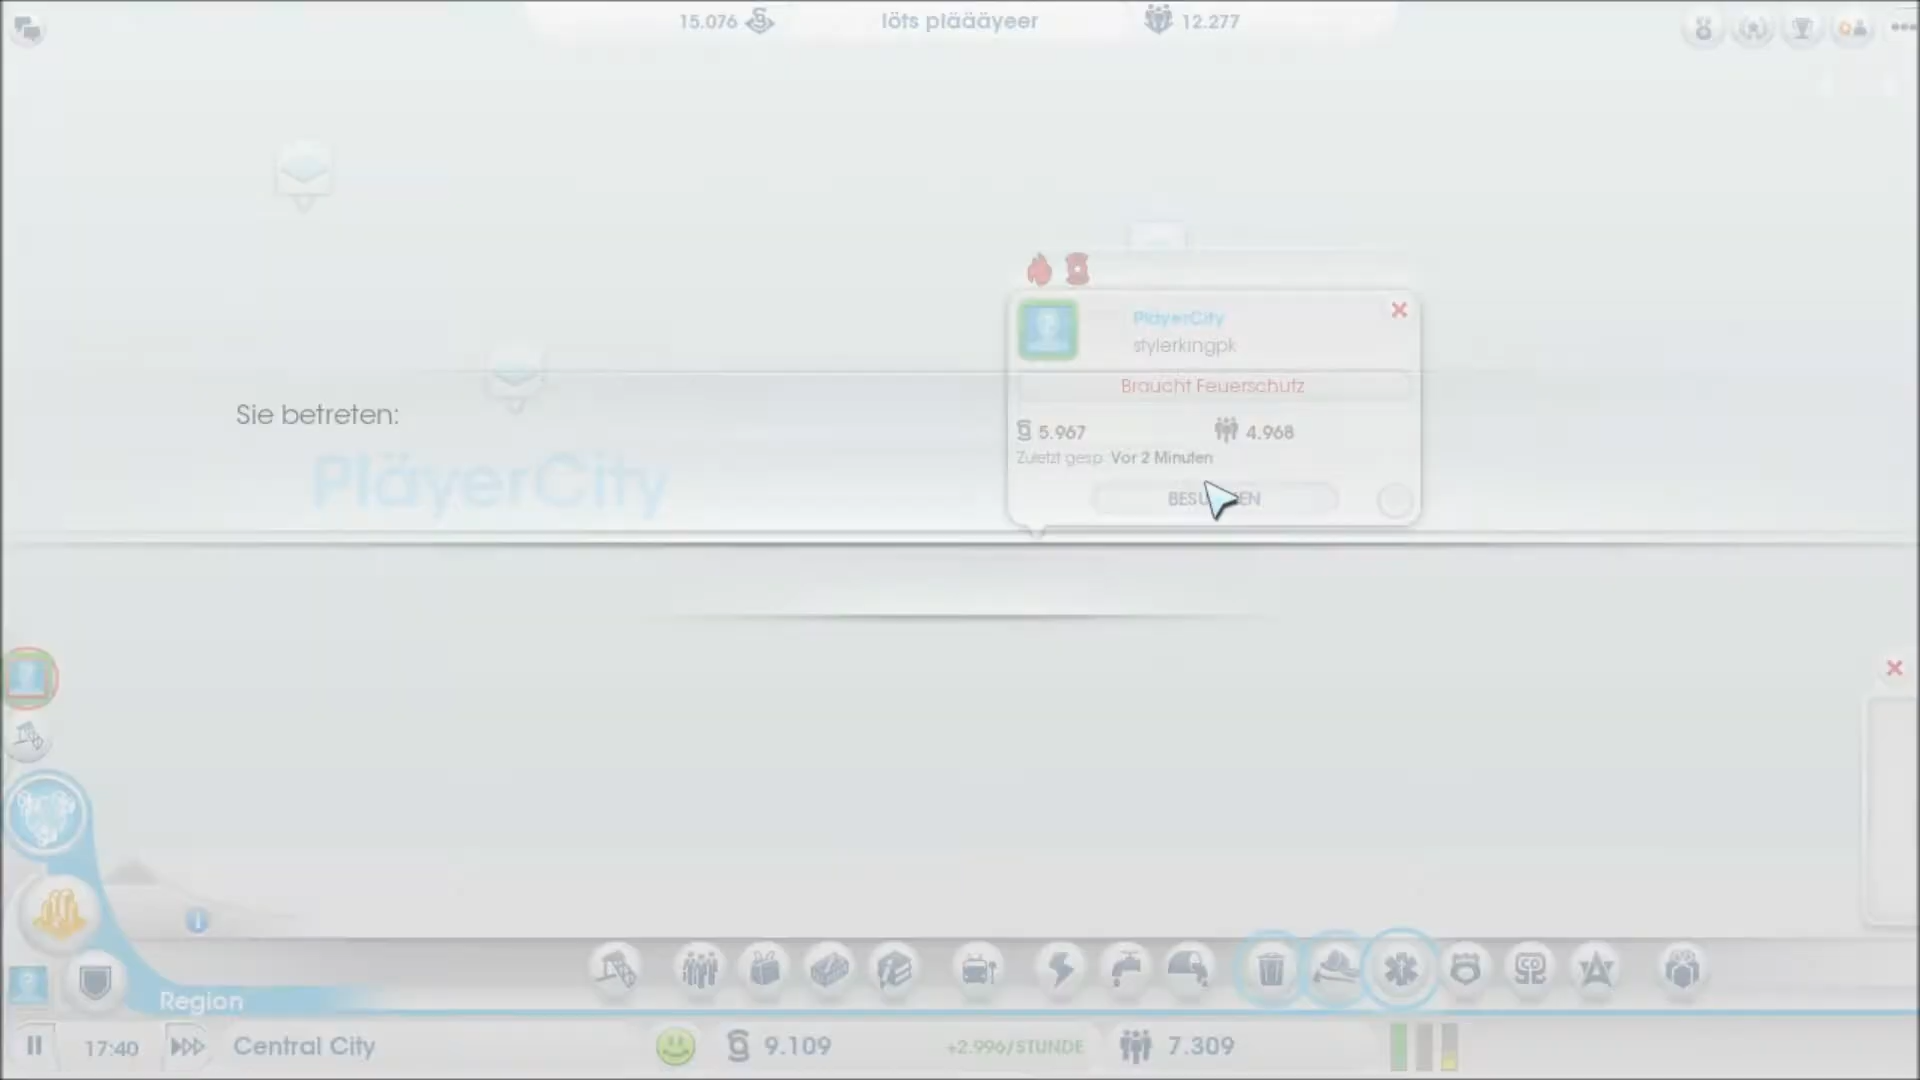 15.076
löts pläääyeer
12.277
PläyerCity
stylerkingpk
Braucht Feuerschutz
5.967
4.968
Zuletzt gesp. Vor 2 Minuten
Sie betreten:
PläyerCity
Region
17:40
Central City
9.109
+2.996/STUNDE
7.309